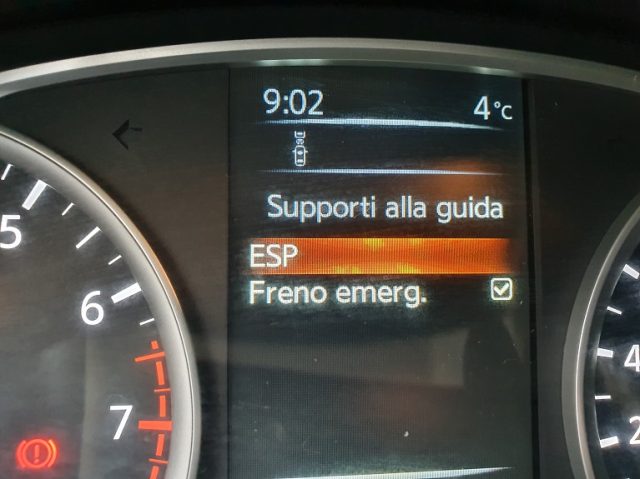 9:02 4°C
Supporti alla guida
ESP
Freno emerg.
5
6
7
4
2